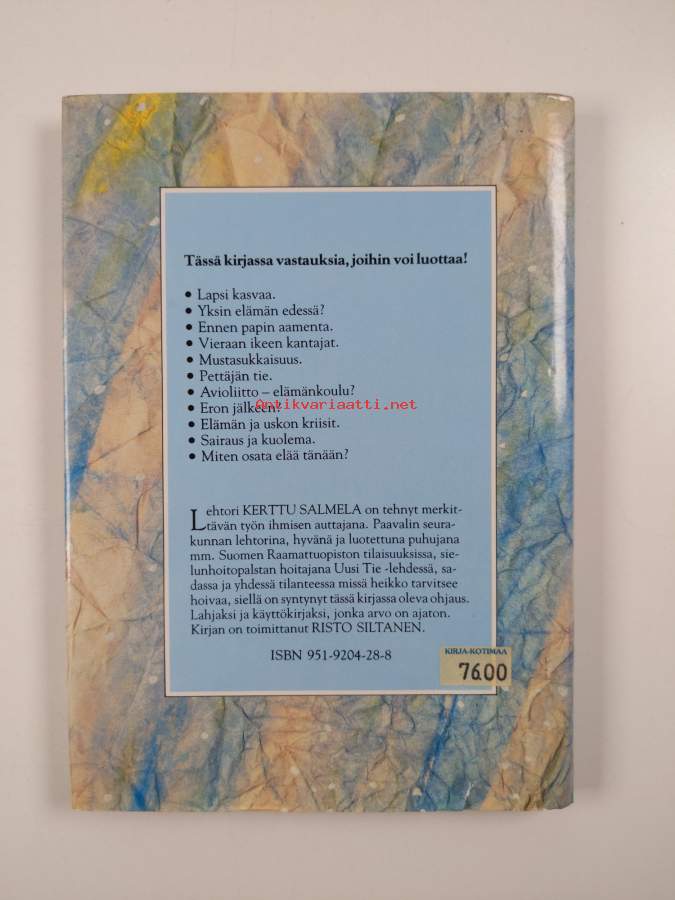 Tässä kirjassa vastauksia, joihin voi luottaa!
• Lapsi kasvaa.
• Yksin elämän edessä?
• Ennen papin aamenta.
• Vieraan ikeen kantajat.
• Mustasukkaisuus.
• Pettäjän tie.
• Avioliitto – elämänkoulu?
• Eron jälkeen?
Antikvariaatti.net
• Elämän ja uskon kriisit.
• Sairaus ja kuolema.
• Miten osata elää tänään?
Lehtori KERTTU SALMELA on tehnyt merkit-
tävän työn ihmisen auttajana. Paavalin seura-
kunnan lehtorina, hyvänä ja luotettuna puhujana
mm. Suomen Raamattuopiston tilaisuuksissa, sie-
lunhoitopalstan hoitajana Uusi Tie -lehdessä, sa-
dassa ja yhdessä tilanteessa missä heikko tarvitsee
hoivaa, siellä on syntynyt tässä kirjassa oleva ohjaus.
Lahjaksi ja käyttökirjaksi, jonka arvo on ajaton.
Kirjan on toimittanut RISTO SILTANEN.
ISBN 951-9204-28-8
KIRJA-KOTIMAA
7600